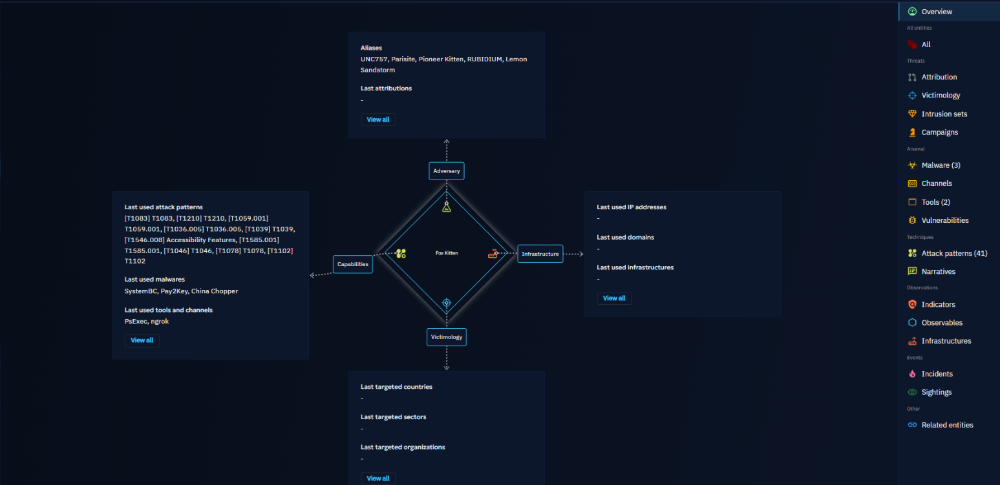 Aliases
UNC757, Parisite, Pioneer Kitten, RUBIDIUM, Lemon
Sandstorm
Last attributions
-
View all
Adversary
Last used attack patterns
[T1083] T1083, [T1210] T1210, [T1059.001]
T1059.001, [T1036.005] T1036.005, [T1039] T1039,
[T1546.008] Accessibility Features, [T1585.001]
T1585.001, [T1046] T1046, [T1078] T1078, [T1102]
T1102
Last used malwares
SystemBC, Pay2Key, China Chopper
Last used tools and channels
PsExec, ngrok
View all
Capabilities
Fox Kitten
Infrastructure
Last used IP addresses
-
Last used domains
-
Last used infrastructures
-
View all
Victimology
Last targeted countries
-
Last targeted sectors
-
Last targeted organizations
-
View all
Overview
All entities
All
Threats
Attribution
Victimology
Intrusion sets
Campaigns
Arsenal
Malware (3)
Channels
Tools (2)
Vulnerabilities
Techniques
Attack patterns (41)
Narratives
Observations
Indicators
Observables
Infrastructures
Events
Incidents
Sightings
Other
Related entities